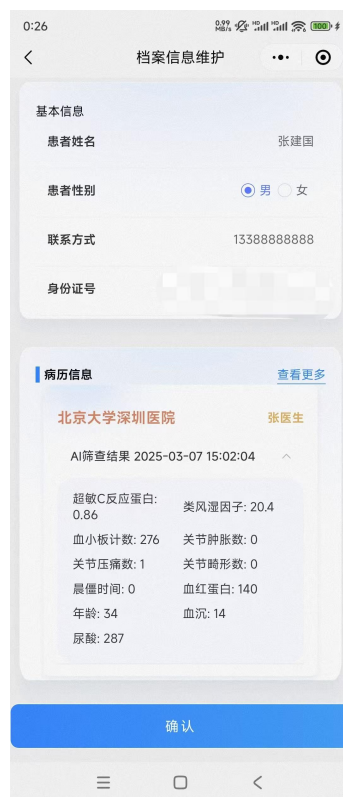 0:26
0.99 MB/s HD HD 100
档案信息维护
基本信息
患者姓名 张建国
患者性别 男 女
联系方式 13388888888
身份证号
病历信息 查看更多
北京大学深圳医院 张医生
AI筛查结果 2025-03-07 15:02:04
超敏C反应蛋白:
0.86
类风湿因子: 20.4
血小板计数: 276 关节肿胀数: 0
关节压痛数: 1 关节畸形数: 0
晨僵时间: 0 血红蛋白: 140
年龄: 34 血沉: 14
尿酸: 287
确认